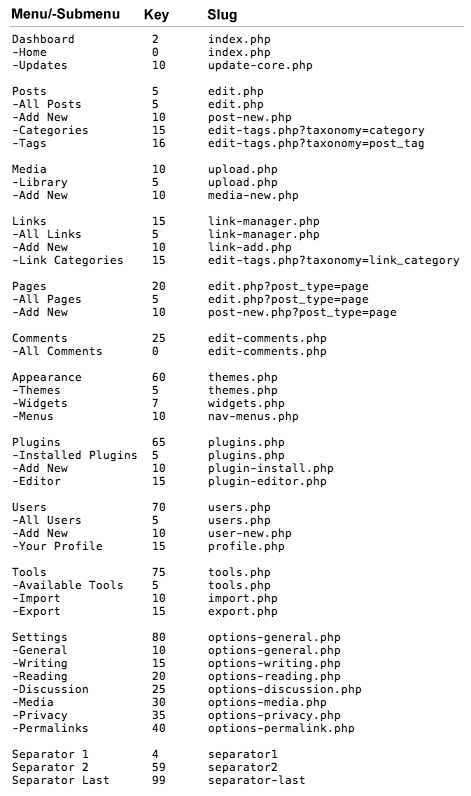 Menu/-Submenu Key Slug
Dashboard 2 index.php
-Home 0 index.php
-Updates 10 update-core.php
Posts 5 edit.php
-All Posts 5 edit.php
-Add New 10 post-new.php
-Categories 15 edit-tags.php?taxonomy=category
-Tags 16 edit-tags.php?taxonomy=post_tag
Media 10 upload.php
-Library 5 upload.php
-Add New 10 media-new.php
Links 15 link-manager.php
-All Links 5 link-manager.php
-Add New 10 link-add.php
-Link Categories 15 edit-tags.php?taxonomy=link_category
Pages 20 edit.php?post_type=page
-All Pages 5 edit.php?post_type=page
-Add New 10 post-new.php?post_type=page
Comments 25 edit-comments.php
-All Comments 0 edit-comments.php
Appearance 60 themes.php
-Themes 5 themes.php
-Widgets 7 widgets.php
-Menus 10 nav-menus.php
Plugins 65 plugins.php
-Installed Plugins 5 plugins.php
-Add New 10 plugin-install.php
-Editor 15 plugin-editor.php
Users 70 users.php
-All Users 5 users.php
-Add New 10 user-new.php
-Your Profile 15 profile.php
Tools 75 tools.php
-Available Tools 5 tools.php
-Import 10 import.php
-Export 15 export.php
Settings 80 options-general.php
-General 10 options-general.php
-Writing 15 options-writing.php
-Reading 20 options-reading.php
-Discussion 25 options-discussion.php
-Media 30 options-media.php
-Privacy 35 options-privacy.php
-Permalinks 40 options-permalink.php
Separator 1 4 separator1
Separator 2 59 separator2
Separator Last 99 separator-last